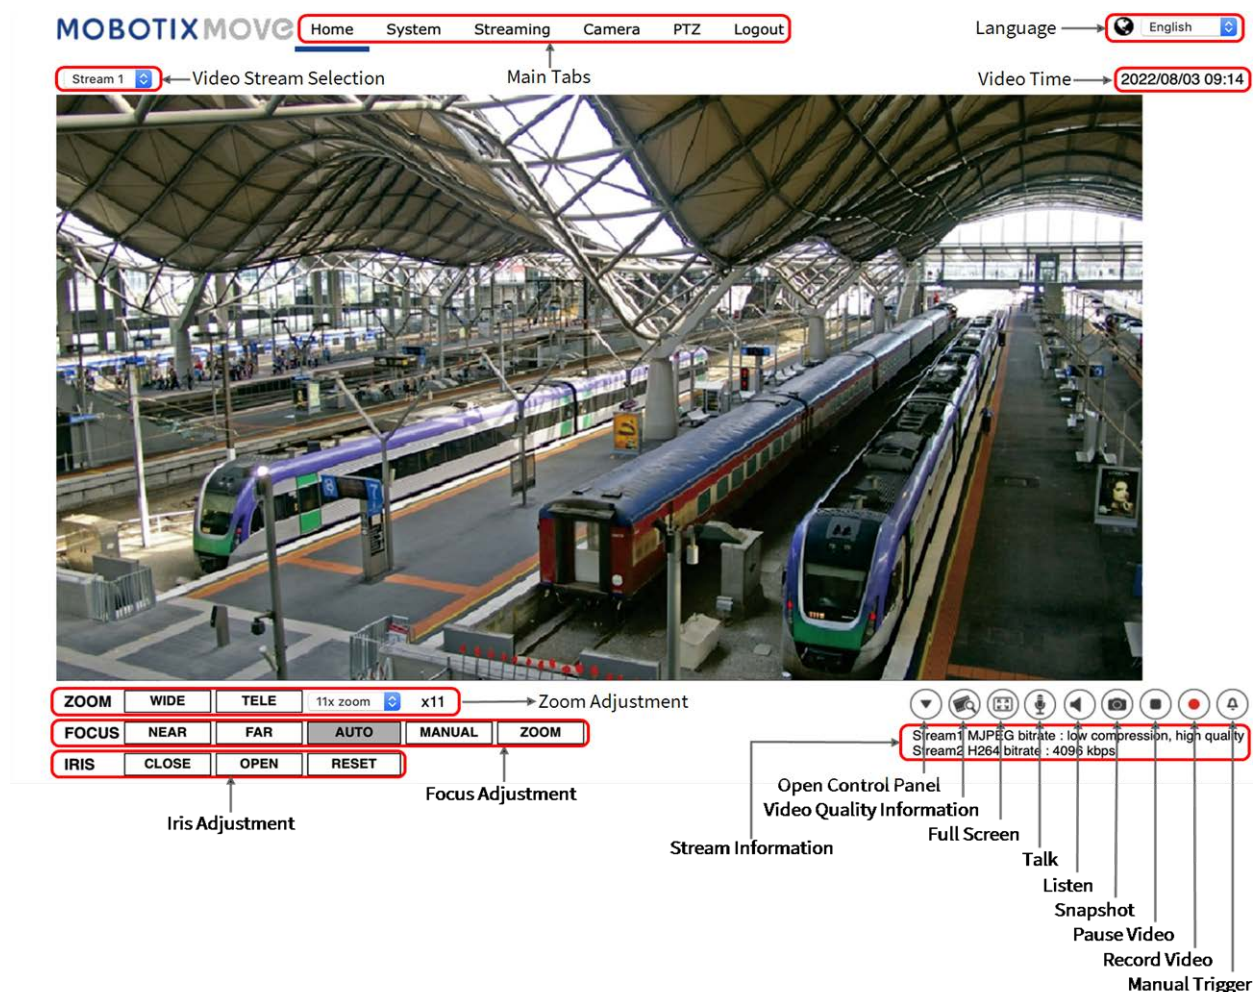 MOBOTIX MOVE Home System Streaming Camera PTZ Logout Language English
Stream 1 Video Stream Selection Main Tabs Video Time 2022/08/03 09:14
7
ZOOM WIDE TELE 11x zoom x11 Zoom Adjustment
FOCUS NEAR FAR AUTO MANUAL ZOOM
IRIS CLOSE OPEN RESET
Stream1 MJPEG bitrate : low compression, high quality
Stream2 H264 bitrate : 4096 kbps
Focus Adjustment
Iris Adjustment
Open Control Panel
Video Quality Information
Full Screen
Stream Information
Talk
Listen
Snapshot
Pause Video
Record Video
Manual Trigger